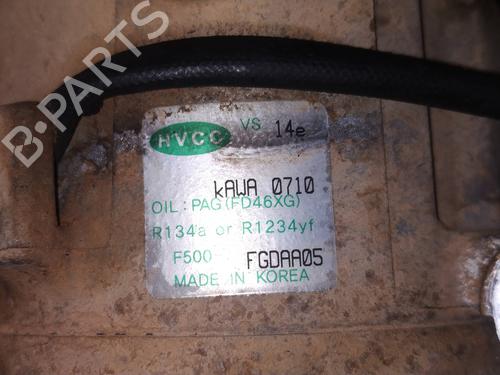 B-PARTS
HVCC VS 14e
kAWA 0710
OIL : PAG (FD46XG)
R134a or R1234yf
F500 FGDAA05
MADE IN KOREA